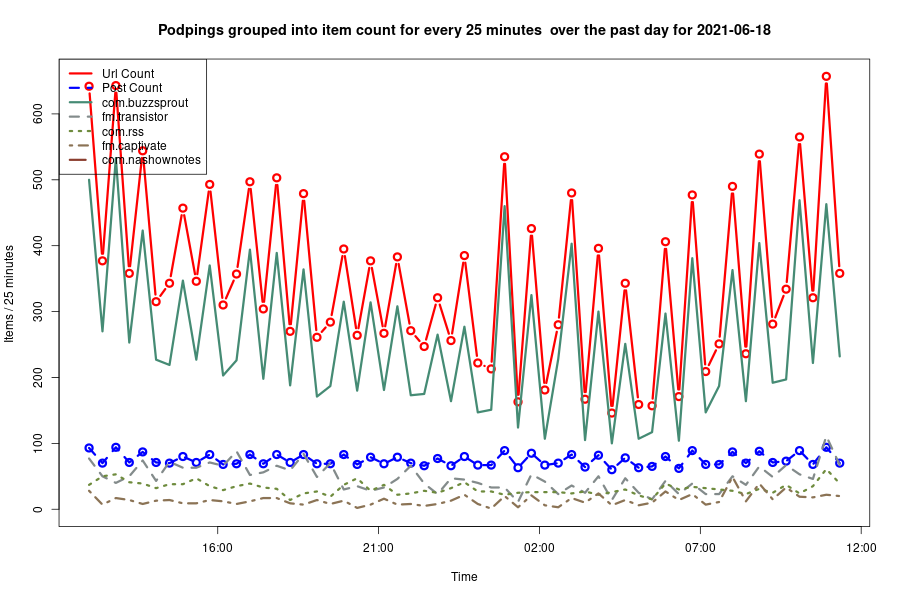 Podpings grouped into item count for every 25 minutes  over the past day for 2021-06-18
Url Count
Post Count
com.buzzsprout
fm.transistor
com.rss
fm.captivate
com.nashownotes
Items / 25 minutes
600
500
400
300
200
100
0
16:00 21:00 02:00 07:00 12:00
Time